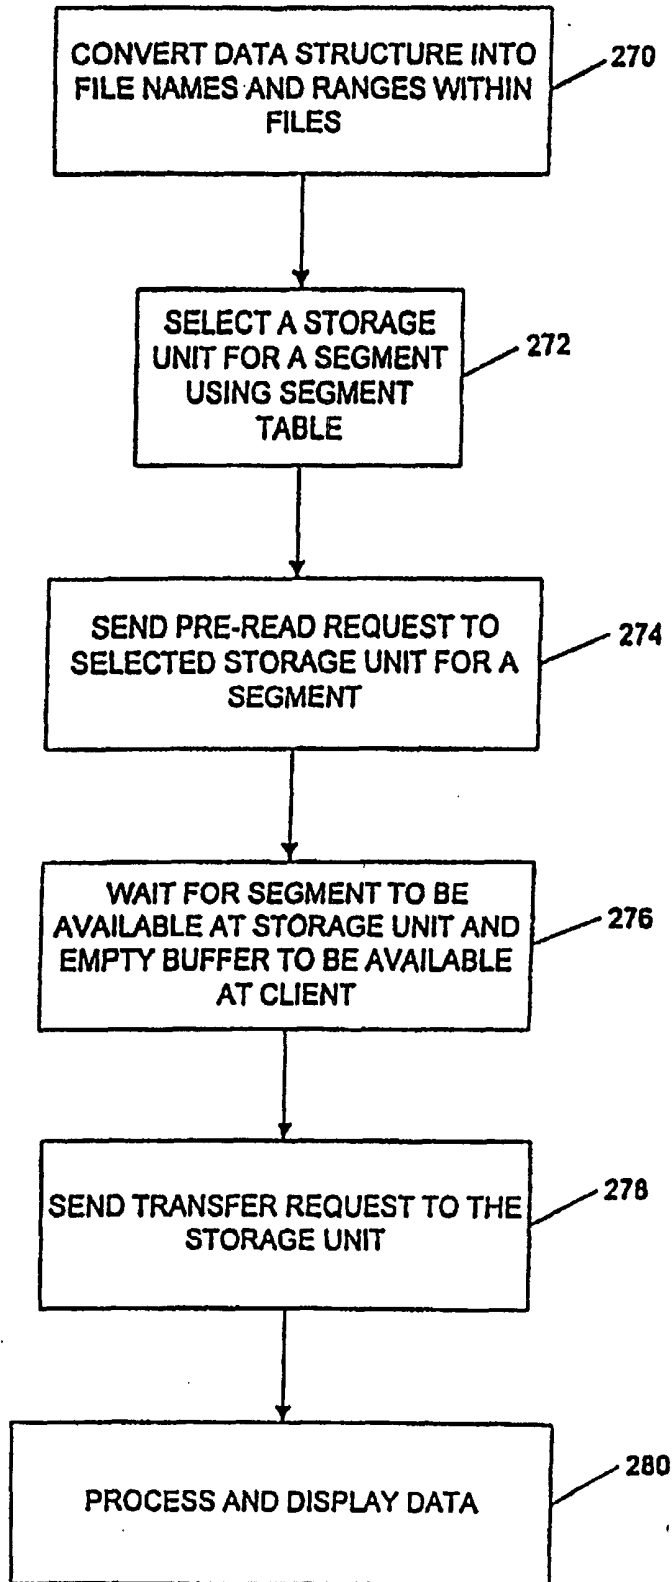 CONVERT DATA STRUCTURE INTO
FILE NAMES AND RANGES WITHIN
FILES
270
SELECT A STORAGE
UNIT FOR A SEGMENT
USING SEGMENT
TABLE
272
SEND PRE-READ REQUEST TO
SELECTED STORAGE UNIT FOR A
SEGMENT
274
WAIT FOR SEGMENT TO BE
AVAILABLE AT STORAGE UNIT AND
EMPTY BUFFER TO BE AVAILABLE
AT CLIENT
276
SEND TRANSFER REQUEST TO THE
STORAGE UNIT
278
PROCESS AND DISPLAY DATA
280